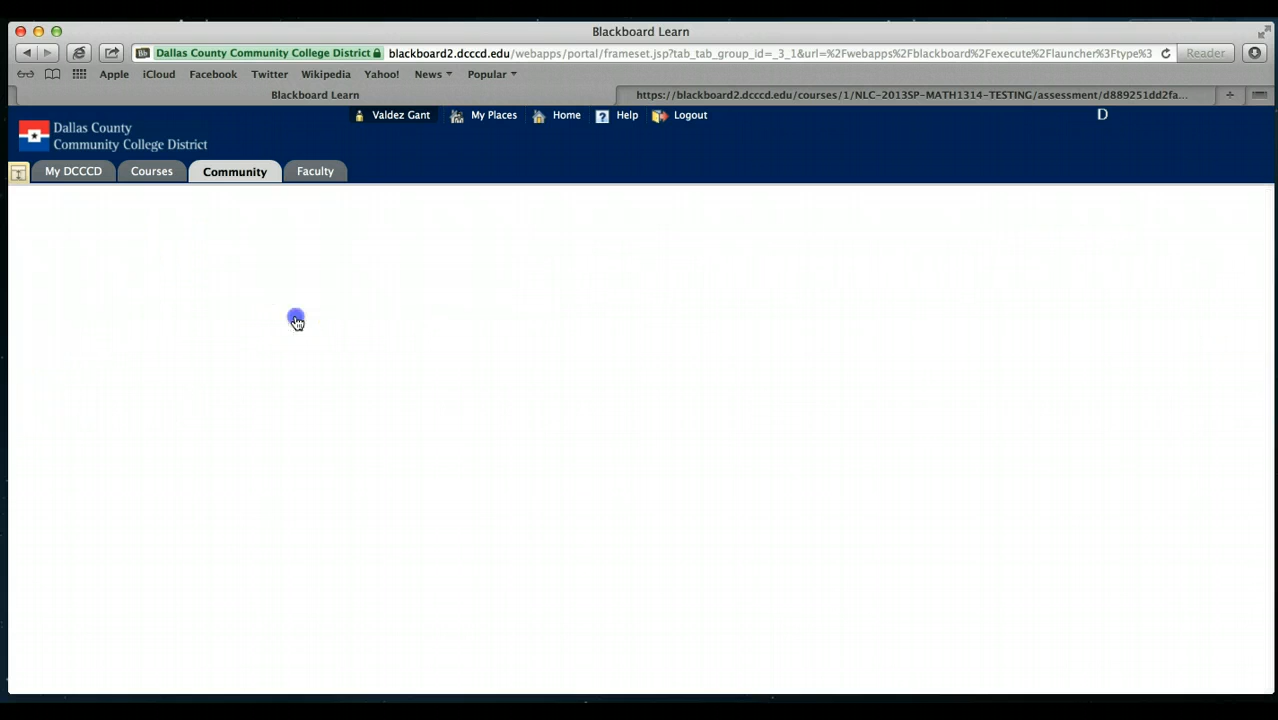 Blackboard Learn
Dallas County Community College District blackboard2.dcccd.edu/webapps/portal/frameset.jsp?tab_tab_group_id=_3_1&url=%2Fwebapps%2Fblackboard%2Fexecute%2Flauncher%3Ftype%3 Reader
Apple iCloud Facebook Twitter Wikipedia Yahoo! News Popular
Blackboard Learn https://blackboard2.dcccd.edu/courses/1/NLC-2013SP-MATH1314-TESTING/assessment/d889251dd2fa...
Valdez Gant My Places Home Help Logout D
Dallas County
Community College District
My DCCCD Courses Community Faculty